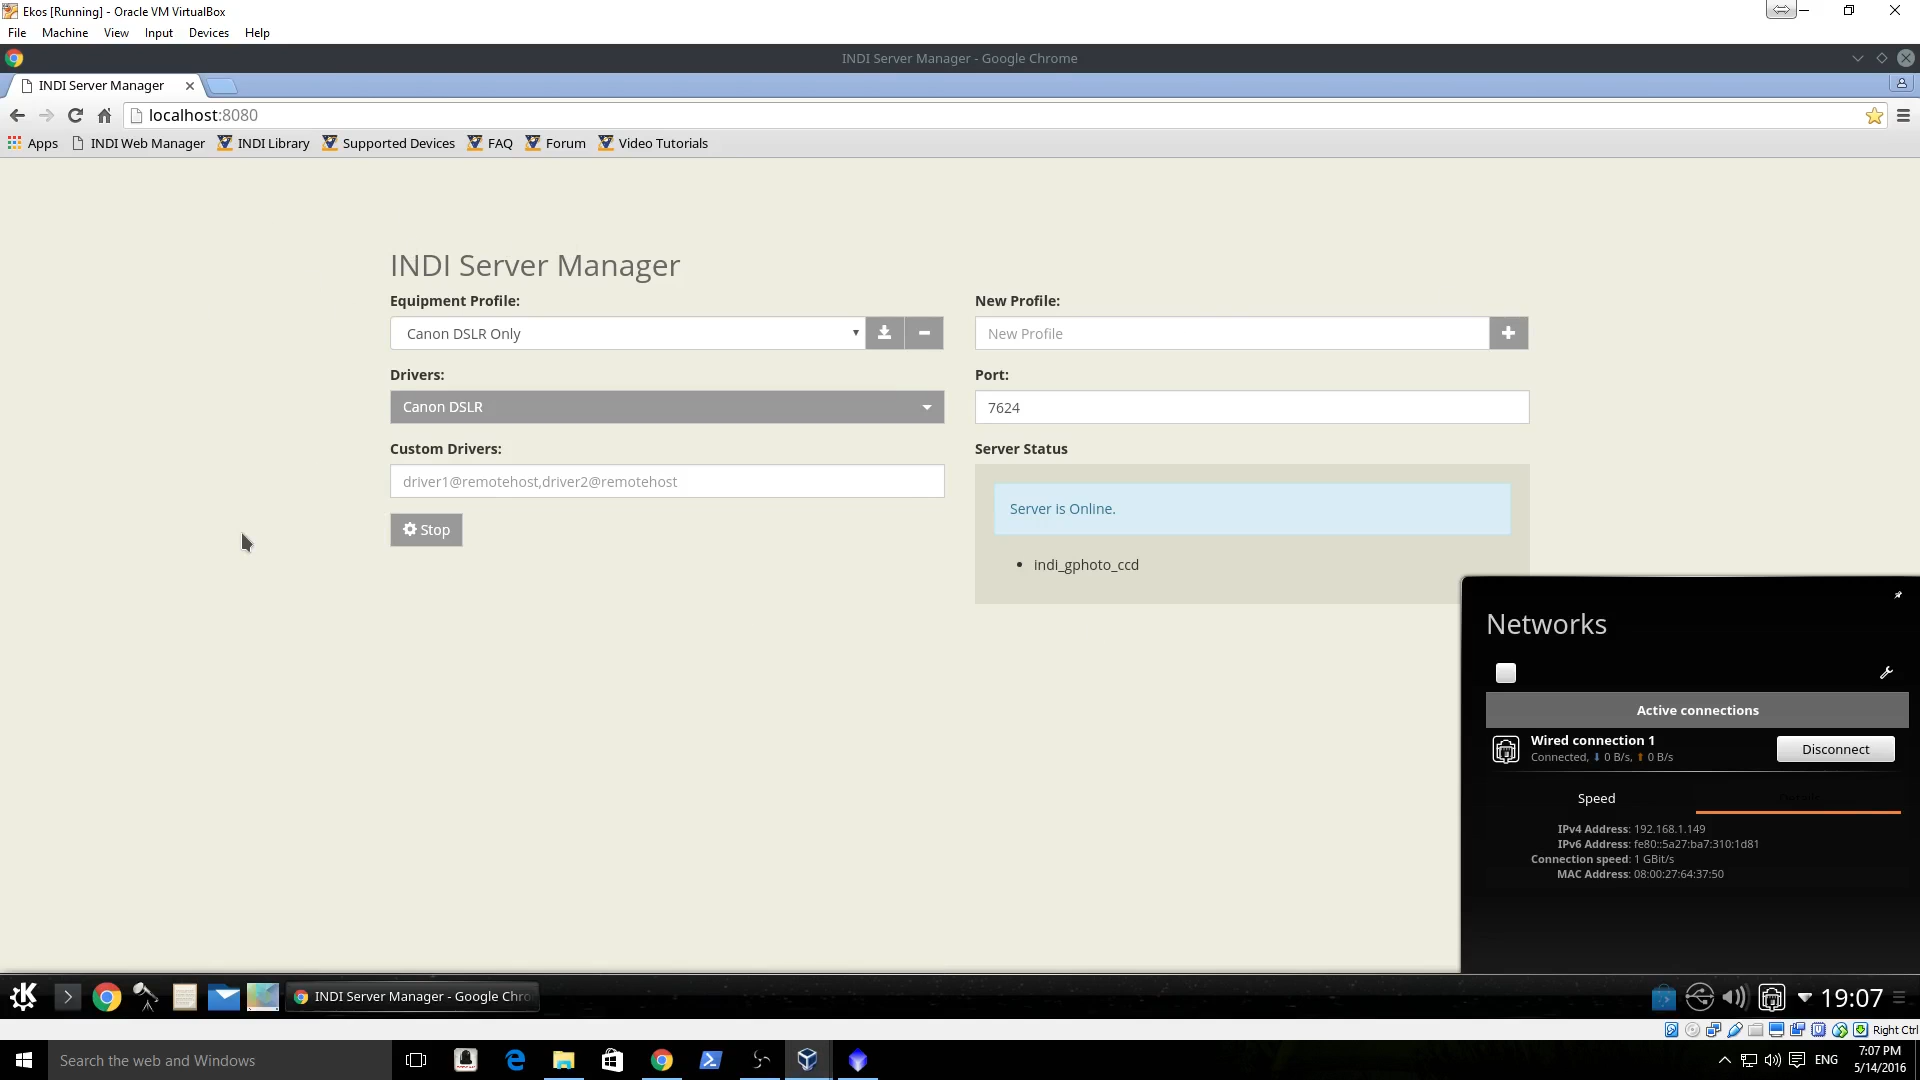 Ekos [Running] - Oracle VM VirtualBox
File Machine View Input Devices Help
INDI Server Manager - Google Chrome
INDI Server Manager
localhost:8080
Apps INDI Web Manager INDI Library Supported Devices FAQ Forum Video Tutorials
INDI Server Manager
Equipment Profile:
Canon DSLR Only
New Profile:
New Profile
Drivers:
Canon DSLR
Port:
7624
Custom Drivers:
driver1@remotehost,driver2@remotehost
Server Status
Server is Online.
Stop
indi_gphoto_ccd
Networks
Active connections
Wired connection 1
Connected, 0 B/s, 0 B/s
Disconnect
Speed
IPv4 Address: 192.168.1.149
IPv6 Address: fe80::5a27:ba7:310:1d81
Connection speed: 1 GBit/s
MAC Address: 08:00:27:64:37:50
INDI Server Manager - Google Chro
19:07
Right Ctrl
Search the web and Windows
ENG
7:07 PM
5/14/2016